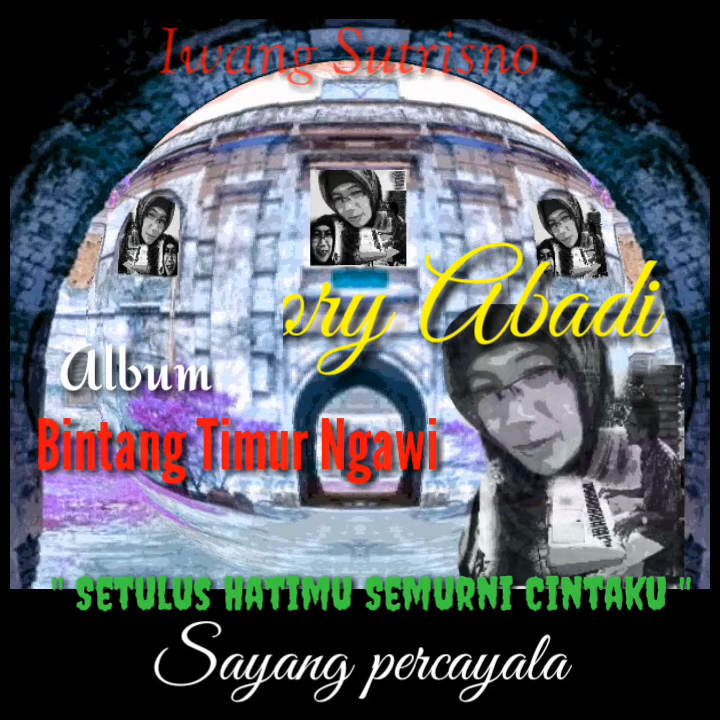 Iwang Sutrisno
ory Abadi
Album
Bintang Timur Ngawi
" SETULUS HATIMU SEMURNI CINTAKU "
Sayang percayala